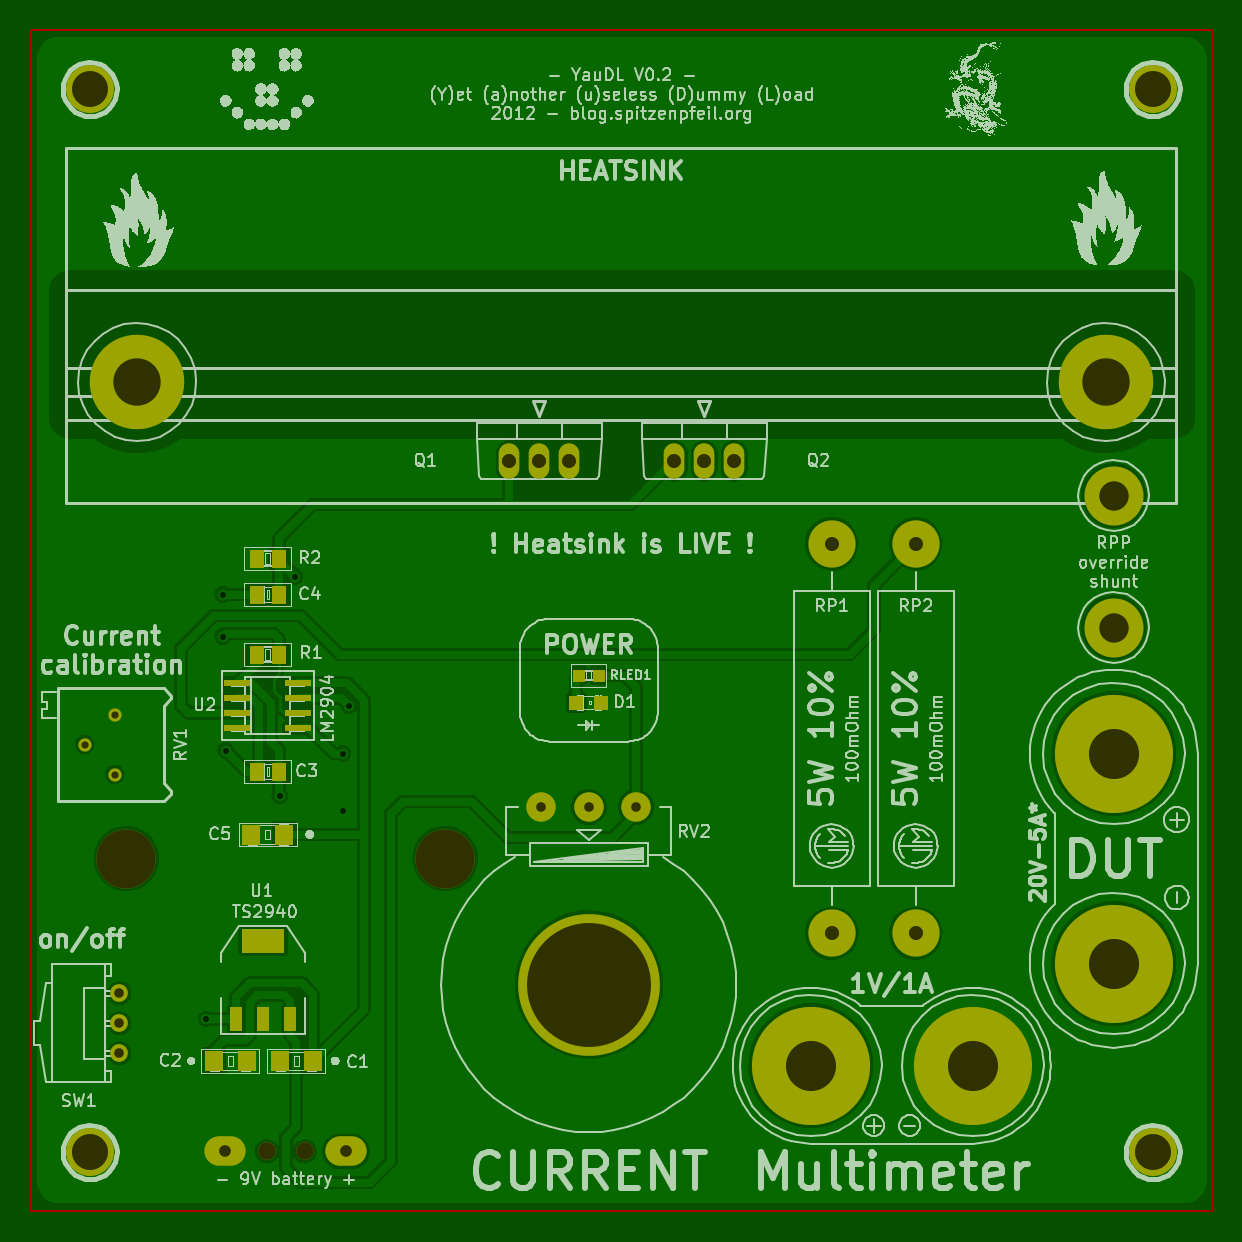 - YauDL V0.2 -
(Y)et (a)nother (u)seless (D)ummy (L)oad
2012 - blog.spitzenpfeil.org
HEATSINK
Q1
Q2
! Heatsink is LIVE !
RPP
override
shunt
R2
C4
R1
U2
LM2904
C3
C5
Current
calibration
RV1
POWER
RLED1
D1
RP1
5W 10%
100mOhm
RP2
5W 10%
100mOhm
RV2
20V-5A*
DUT
+
-
U1
TS2940
on/off
SW1
C2
C1
- 9V battery +
1V/1A
+
-
CURRENT
Multimeter